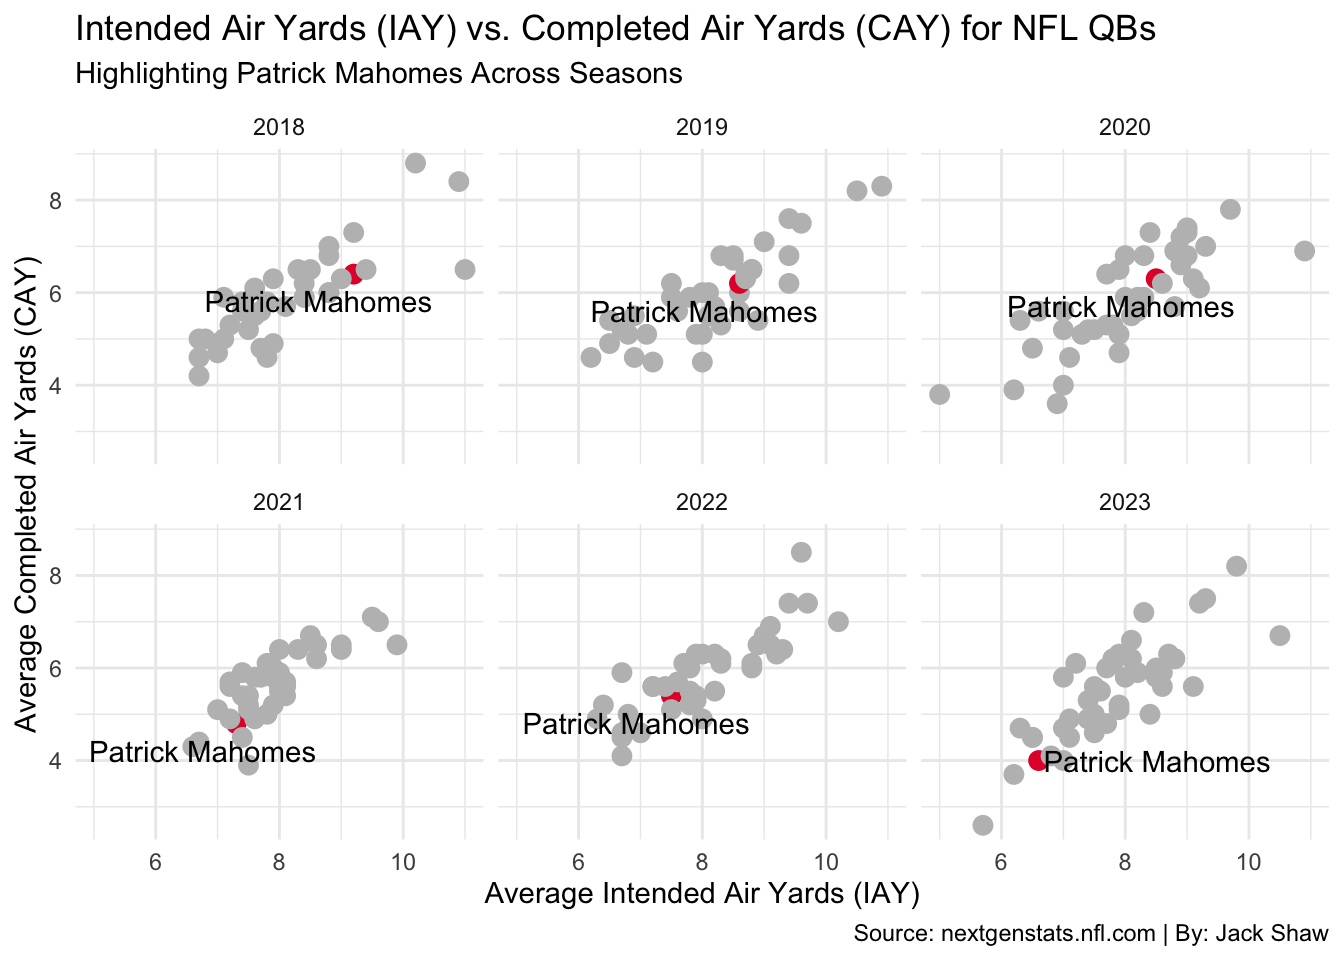 Intended Air Yards (IAY) vs. Completed Air Yards (CAY) for NFL QBs
Highlighting Patrick Mahomes Across Seasons
2018
2019
2020
8
6
4
Patrick Mahomes
Patrick Mahomes
Patrick Mahomes
Average Completed Air Yards (CAY)
2021
2022
2023
8
6
4
Patrick Mahomes
Patrick Mahomes
Patrick Mahomes
6 8 10
6 8 10
6 8 10
Average Intended Air Yards (IAY)
Source: nextgenstats.nfl.com | By: Jack Shaw